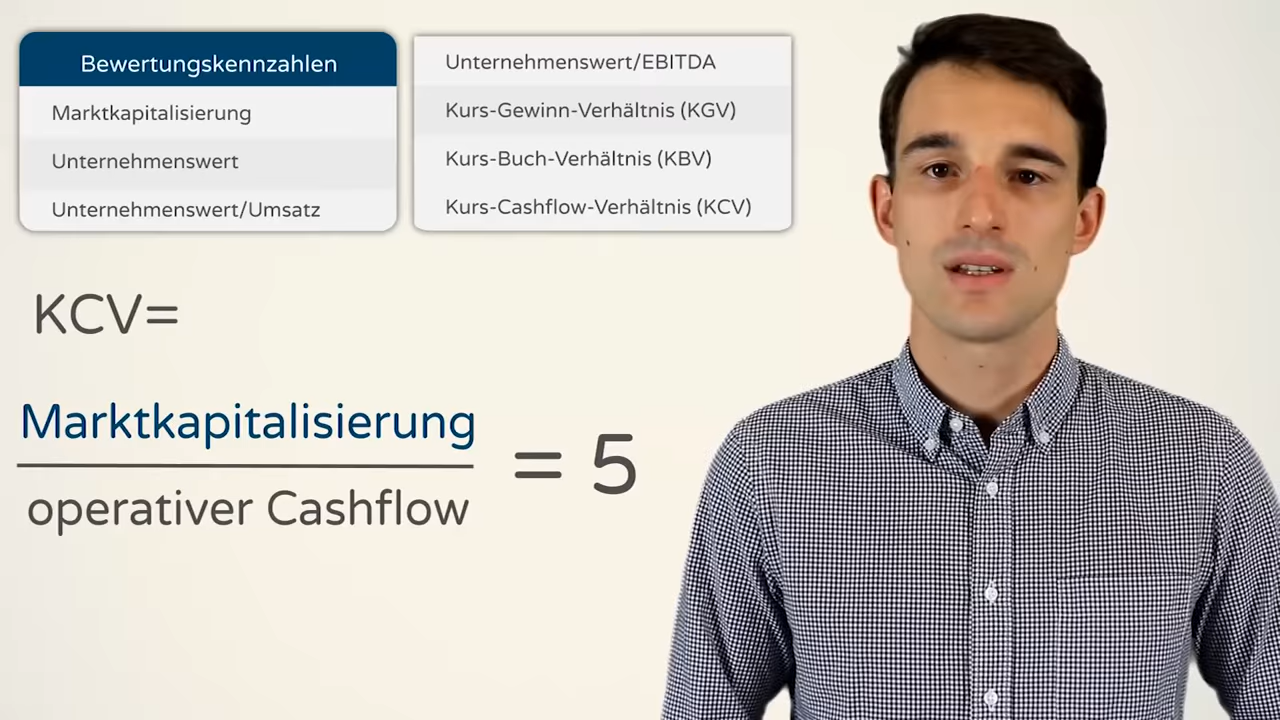 Bewertungskennzahlen
Marktkapitalisierung
Unternehmenswert
Unternehmenswert/Umsatz
Unternehmenswert/EBITDA
Kurs-Gewinn-Verhältnis (KGV)
Kurs-Buch-Verhältnis (KBV)
Kurs-Cashflow-Verhältnis (KCV)
KCV=
Marktkapitalisierung
= 5
operativer Cashflow